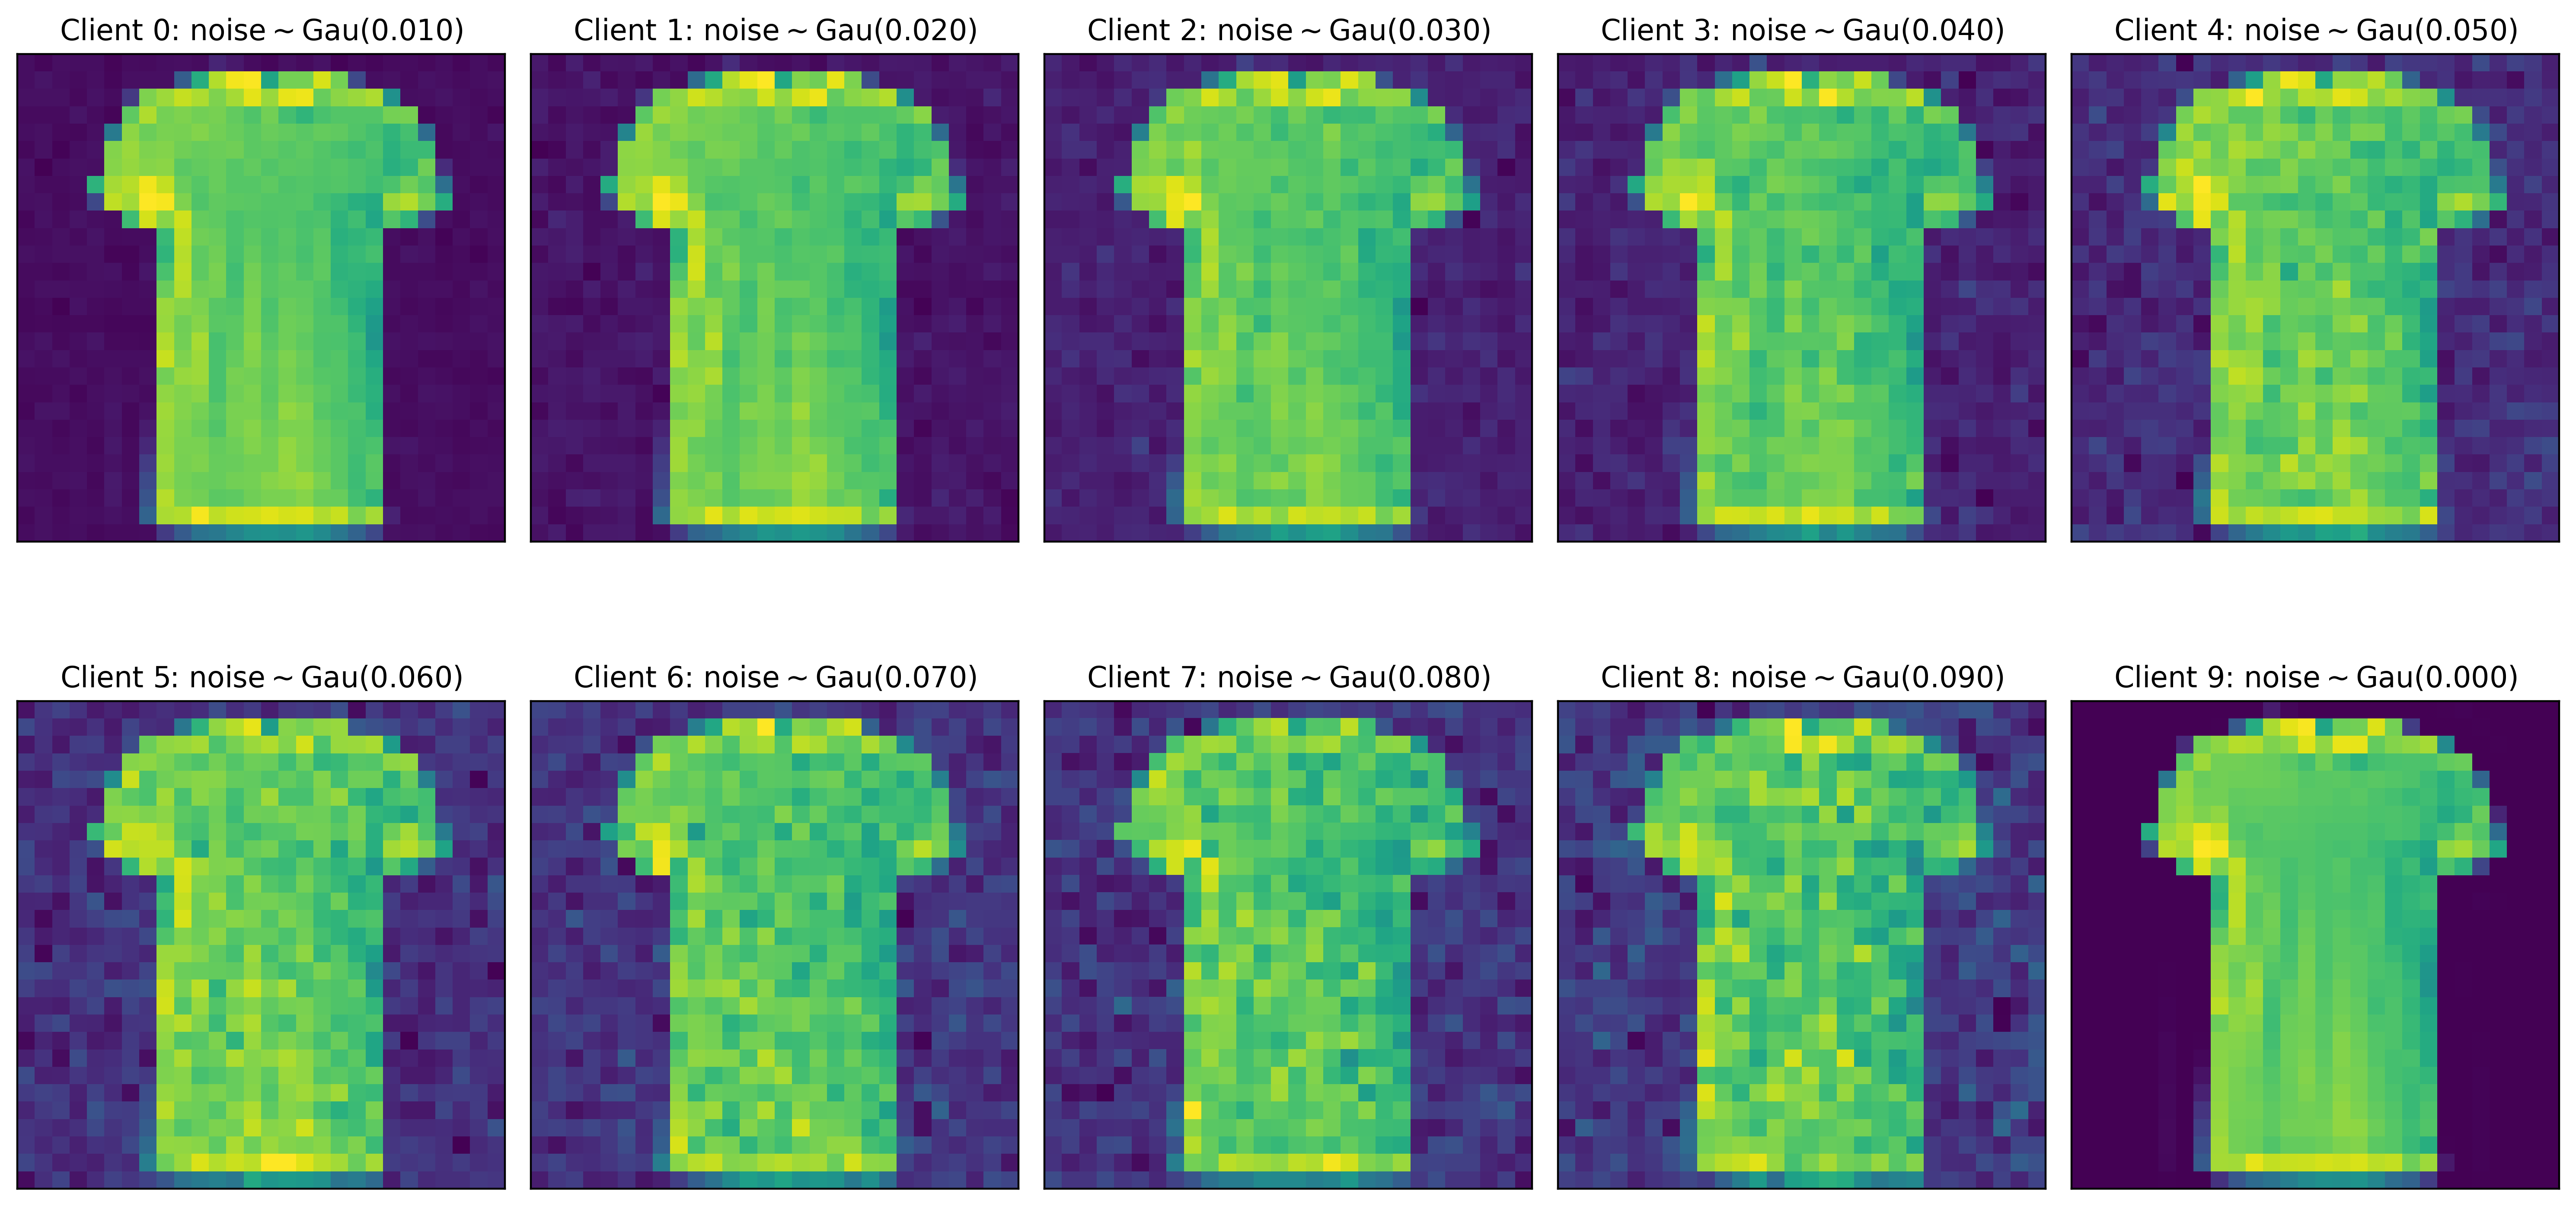 Client 0: noise ~ Gau(0.010)
Client 1: noise ~ Gau(0.020)
Client 2: noise ~ Gau(0.030)
Client 3: noise ~ Gau(0.040)
Client 4: noise ~ Gau(0.050)
Client 5: noise ~ Gau(0.060)
Client 6: noise ~ Gau(0.070)
Client 7: noise ~ Gau(0.080)
Client 8: noise ~ Gau(0.090)
Client 9: noise ~ Gau(0.000)